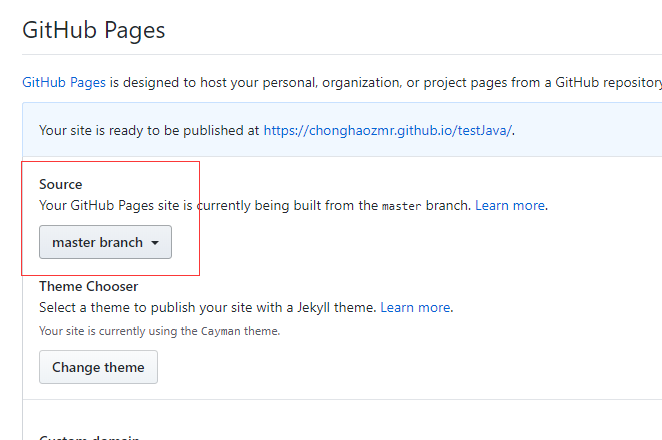 GitHub Pages
GitHub Pages is designed to host your personal, organization, or project pages from a GitHub repository
Your site is ready to be published at https://chonghaozmr.github.io/testJava/.
Source
Your GitHub Pages site is currently being built from the master branch. Learn more.
master branch
Theme Chooser
Select a theme to publish your site with a Jekyll theme. Learn more.
Your site is currently using the Cayman theme.
Change theme
Custom domain